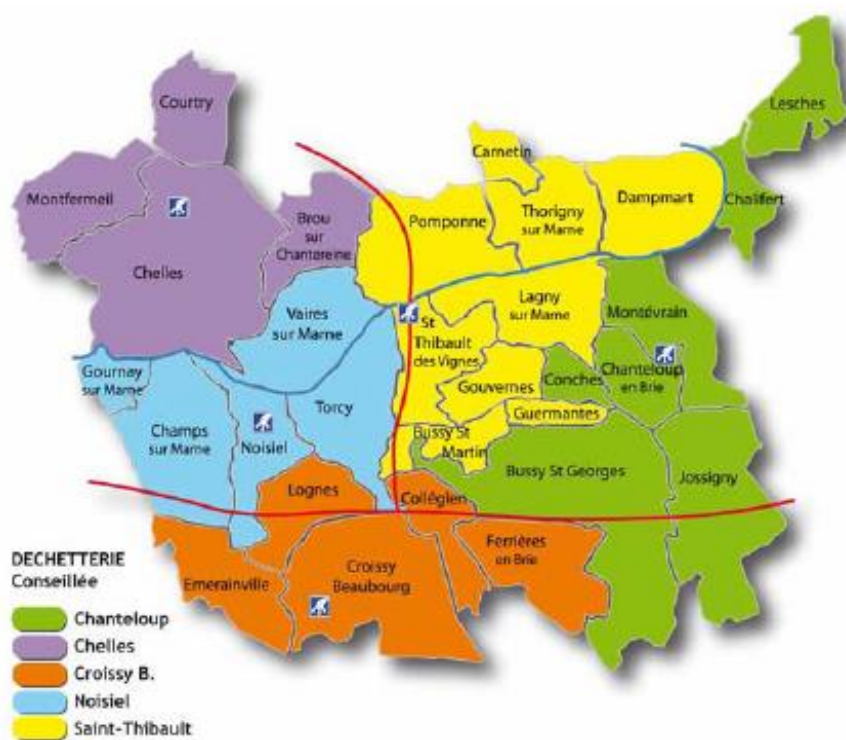 Courtry
Lesches
Carnetin
Montfermeil
Brou
sur
Chantereine
Pomponne
Thorigny
sur Marne
Dampmart
Chalifert
Chelles
Vaires
sur Marne
Lagny
sur Marne
Montévrain
St
Thibault
des Vignes
Gournay
sur Marne
Conches
Chanteloup
en Brie
Gouvernes
Torcy
Guermantes
Champs
sur Marne
Noisiel
Bussy St
Martin
Bussy St Georges
Jossigny
Lognes
Collégien
Ferrières
en Brie
Emerainville
Croissy
Beaubourg
DECHETTERIE
Conseillée
Chanteloup
Chelles
Croissy B.
Noisiel
Saint-Thibault